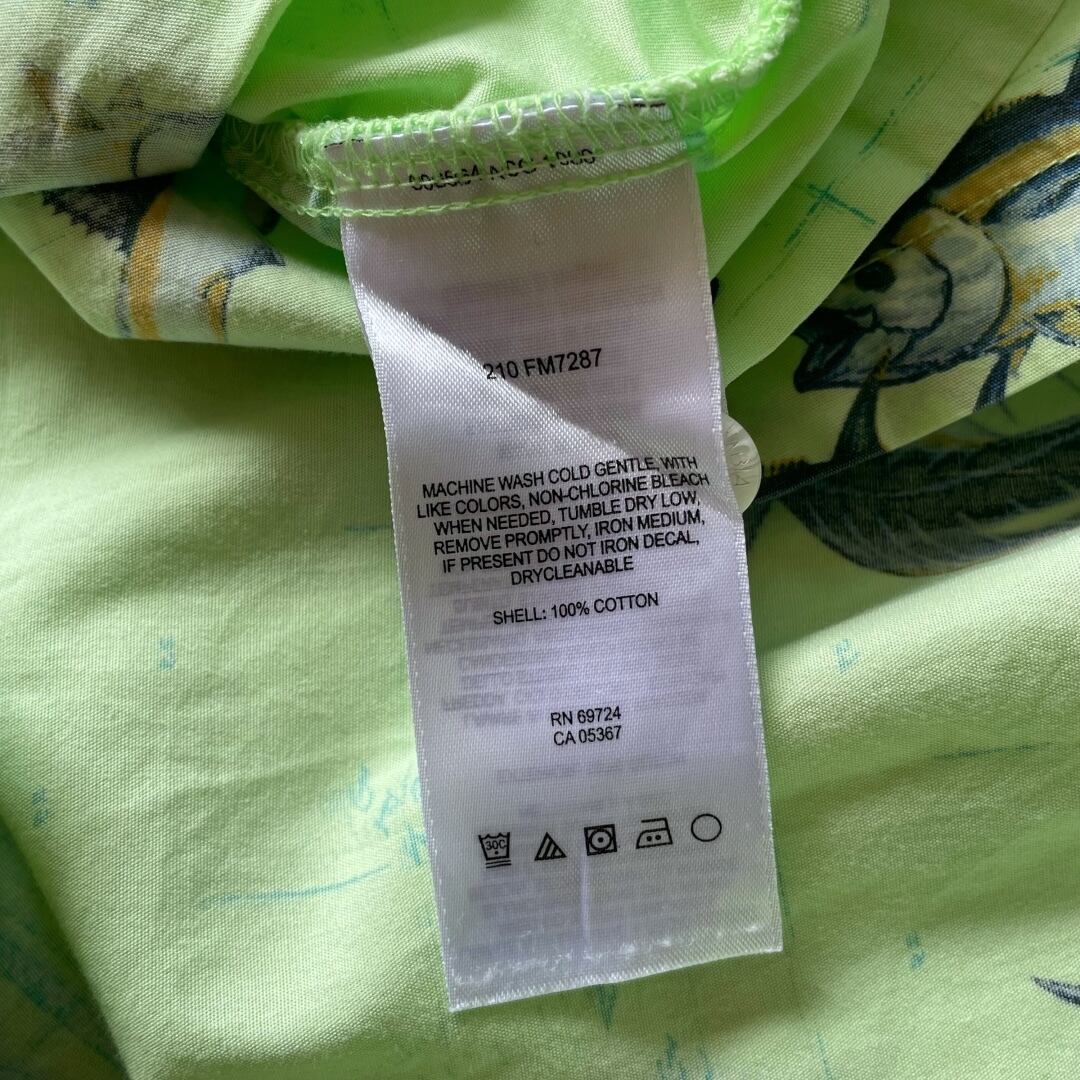 210 FM7287
MACHINE WASH COLD GENTLE, WITH
LIKE COLORS, NON-CHLORINE BLEACH
WHEN NEEDED, TUMBLE DRY LOW,
REMOVE PROMPTLY, IRON MEDIUM,
IF PRESENT DO NOT IRON DECAL,
DRYCLEANABLE
SHELL: 100% COTTON
RN 69724
CA 05367
30C